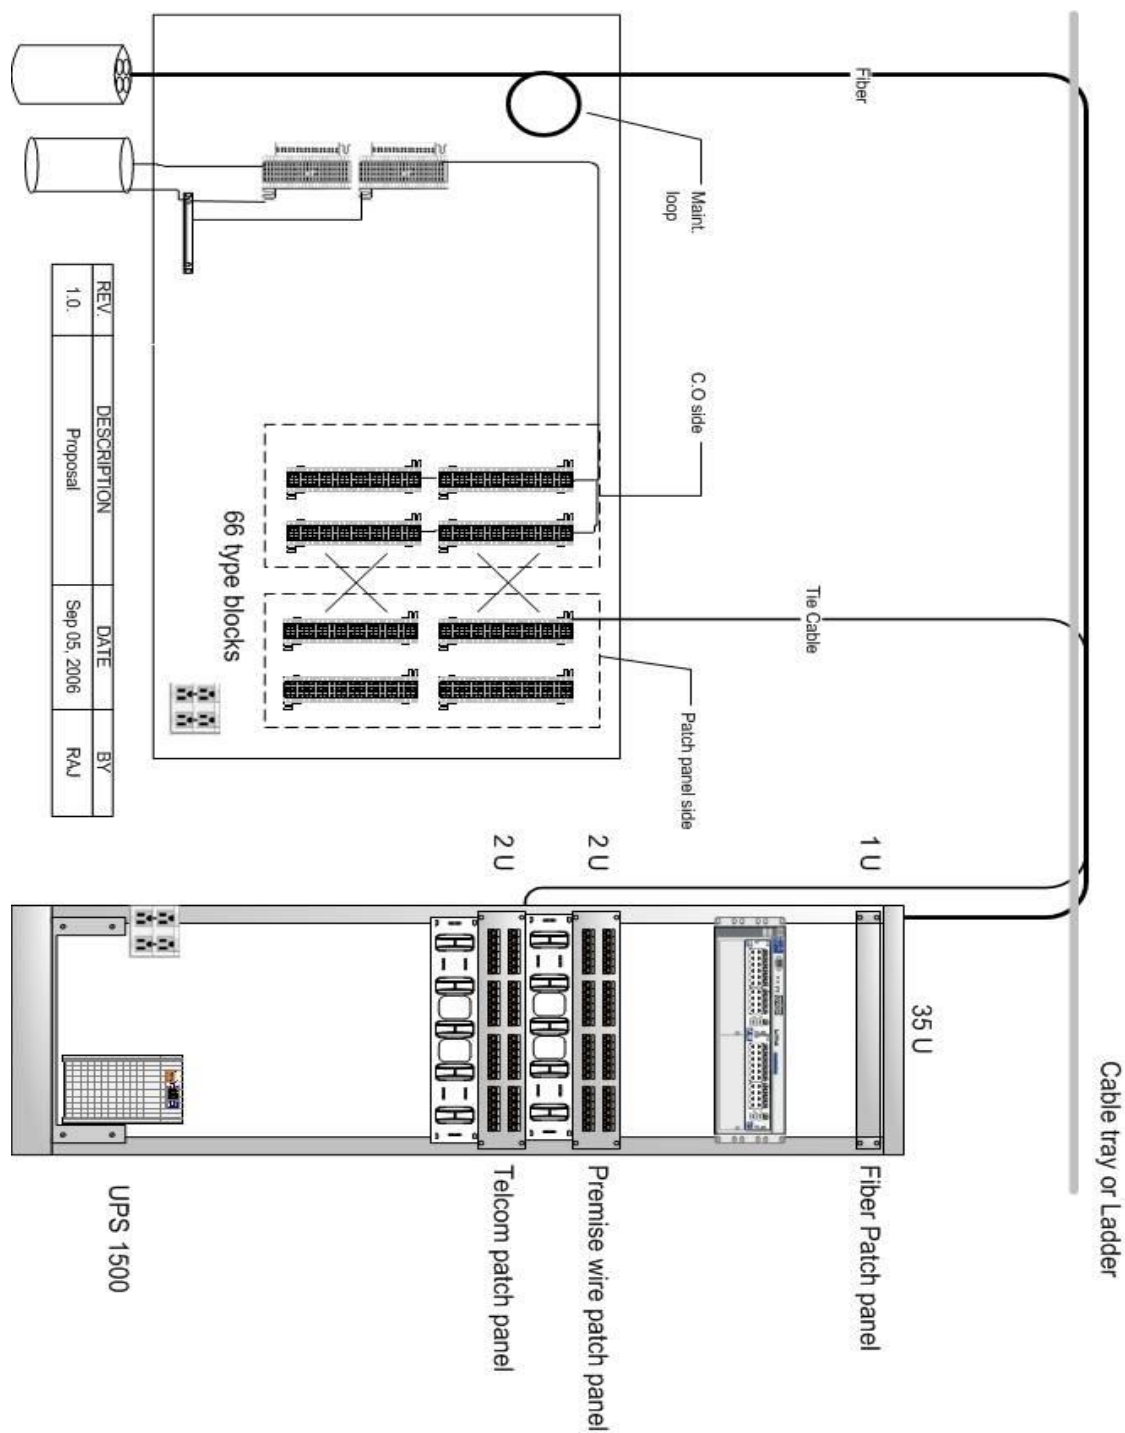 Cable tray or Ladder
Fiber
Maint.
loop
C.O side
Tie Cable
Patch panel side
66 type blocks
35 U
1 U
Fiber Patch panel
2 U
Premise wire patch panel
2 U
Telcom patch panel
UPS 1500
REV. DESCRIPTION DATE BY
1.0. Proposal Sep 05, 2006 RAJ